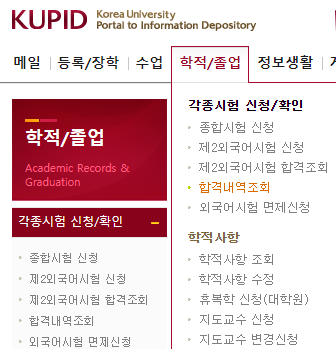 KUPID Korea University
Portal to Information Depository
메일 | 등록/장학 | 수업 학적/졸업 정보생활
학적/졸업
Academic Records &
Graduation
각종시험 신청/확인
종합시험 신청
제2외국어시험 신청
제2외국어시험 합격조회
합격내역조회
외국어시험 면제신청
각종시험 신청/확인
종합시험 신청
제2외국어시험 신청
제2외국어시험 합격조회
합격내역조회
외국어시험 면제신청
학적사항
학적사항 조회
학적사항 수정
휴복학 신청(대학원)
지도교수 신청
지도교수 변경신청